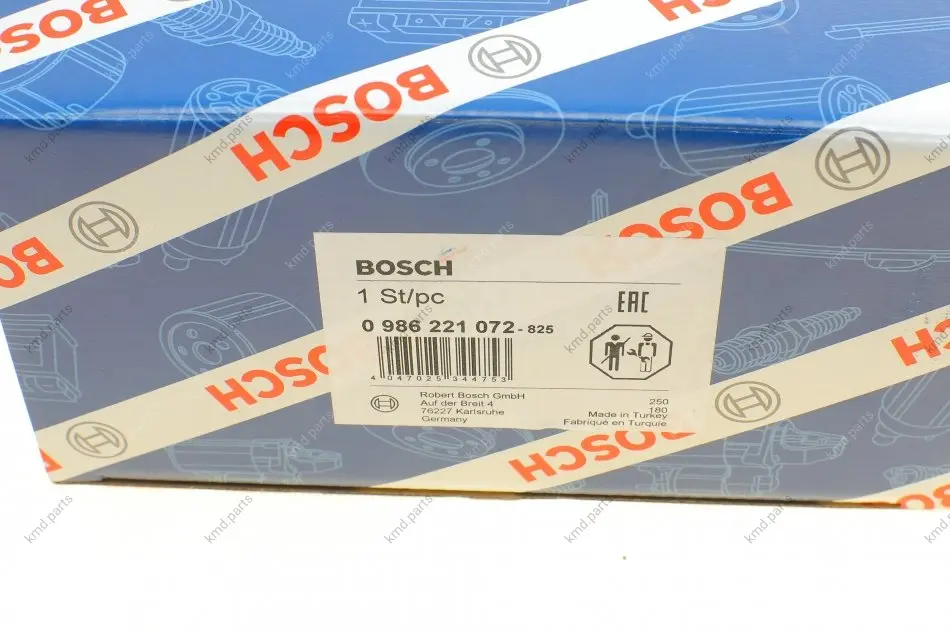 BOSCH
BOSCH
BOSCH
BOSCH
BOSCH
1 St/pc
EAC
0 986 221 072 - 825
4 047025 344753
Robert Bosch GmbH
Auf der Breit 4
76227 Karlsruhe
Germany
250
180
Made in Turkey
Fabriqué en Turquie
BOSCH
BOSCH
BOSCH
BOSCH
kmd.parts